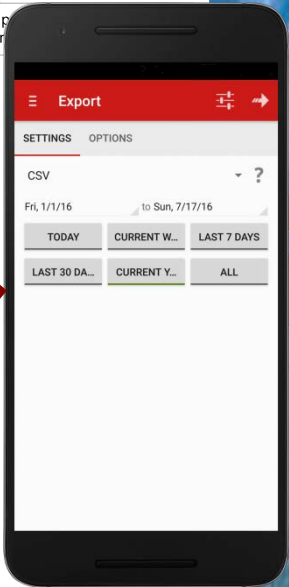 Export
SETTINGS OPTIONS
CSV ?
Fri, 1/1/16 to Sun, 7/17/16
TODAY CURRENT W... LAST 7 DAYS
LAST 30 DA... CURRENT Y... ALL